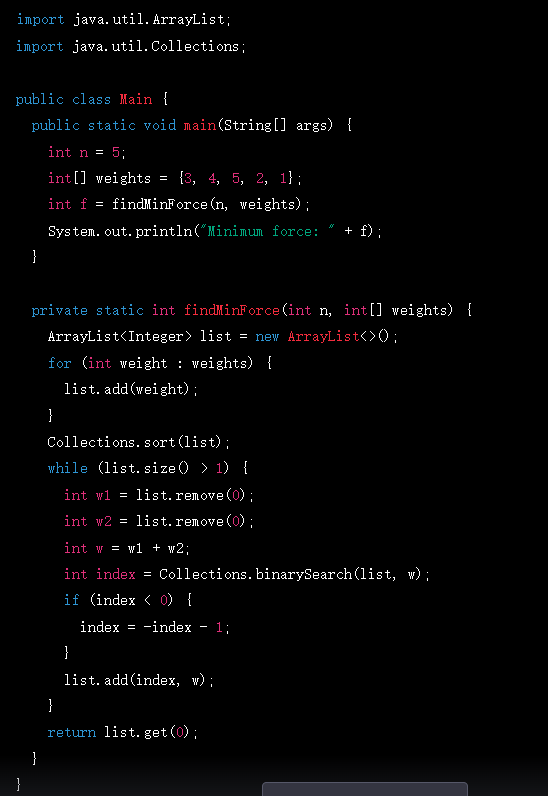 import java.util.ArrayList;
import java.util.Collections;

public class Main {
  public static void main(String[] args) {
    int n = 5;
    int[] weights = {3, 4, 5, 2, 1};
    int f = findMinForce(n, weights);
    System.out.println("Minimum force: " + f);
  }

  private static int findMinForce(int n, int[] weights) {
    ArrayList<Integer> list = new ArrayList<>();
    for (int weight : weights) {
      list.add(weight);
    }
    Collections.sort(list);
    while (list.size() > 1) {
      int w1 = list.remove(0);
      int w2 = list.remove(0);
      int w = w1 + w2;
      int index = Collections.binarySearch(list, w);
      if (index < 0) {
        index = -index - 1;
      }
      list.add(index, w);
    }
    return list.get(0);
  }
}